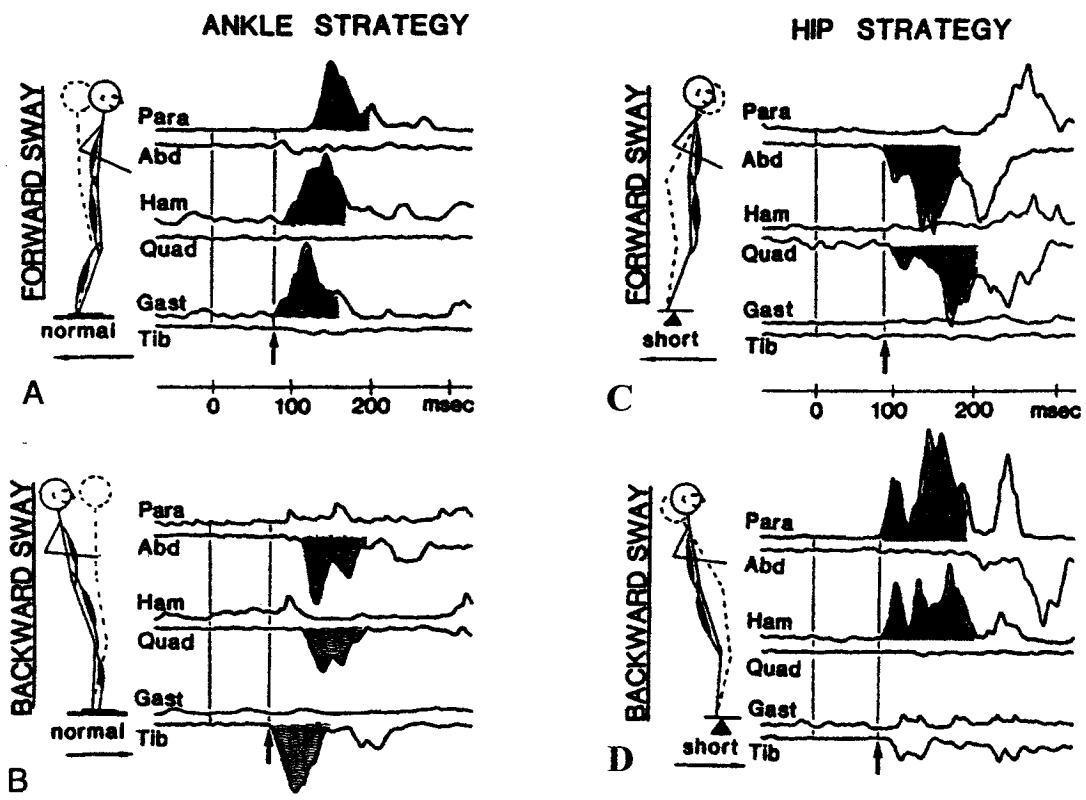 ANKLE STRATEGY
FORWARD SWAY
Para
Abd
Ham
Quad
Gast
Tib
normal
A
0 100 200 msec
BACKWARD SWAY
Para
Abd
Ham
Quad
Gast
Tib
normal
B
HIP STRATEGY
FORWARD SWAY
Para
Abd
Ham
Quad
Gast
Tib
short
C
0 100 200 msec
BACKWARD SWAY
Para
Abd
Ham
Quad
Gast
Tib
short
D